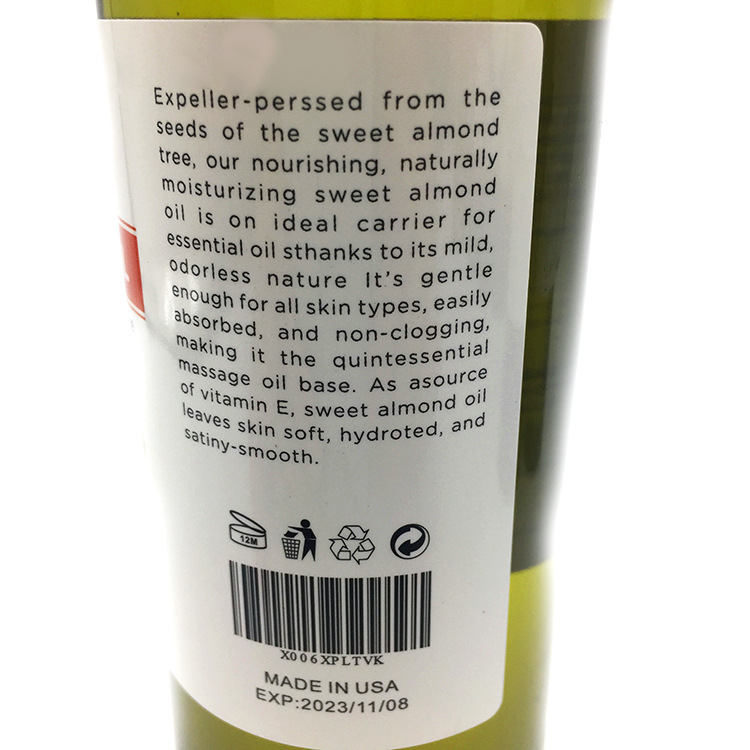 Expeller-perssed from the
seeds of the sweet almond
tree, our nourishing, naturally
moisturizing sweet almond
oil is on ideal carrier for
essential oil sthanks to its mild,
odorless nature It's gentle
enough for all skin types, easily
absorbed, and non-clogging,
making it the quintessential
massage oil base. As asource
of vitamin E, sweet almond oil
leaves skin soft, hydroted, and
satiny-smooth.
12M
X006XPLTVK
MADE IN USA
EXP:2023/11/08